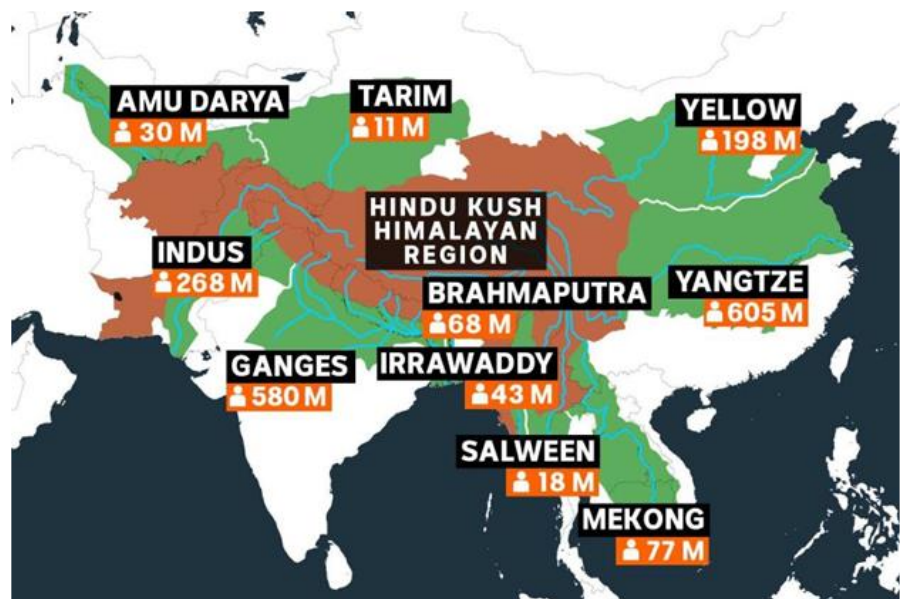 AMU DARYA
30 M
TARIM
11 M
YELLOW
198 M
HINDU KUSH
HIMALAYAN
REGION
INDUS
268 M
BRAHMAPUTRA
68 M
YANGTZE
605 M
GANGES
580 M
IRRAWADDY
43 M
SALWEEN
18 M
MEKONG
77 M